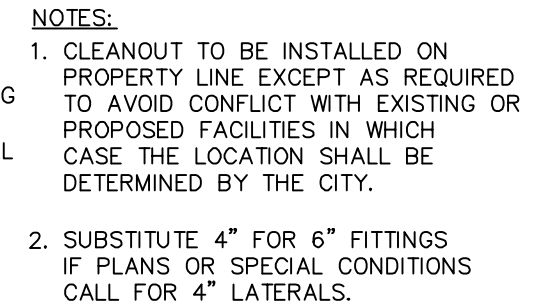 NOTES:
1. CLEANOUT TO BE INSTALLED ON
PROPERTY LINE EXCEPT AS REQUIRED
G
TO AVOID CONFLICT WITH EXISTING OR
PROPOSED FACILITIES IN WHICH
L
CASE THE LOCATION SHALL BE
DETERMINED BY THE CITY.
2. SUBSTITUTE 4” FOR 6” FITTINGS
IF PLANS OR SPECIAL CONDITIONS
CALL FOR 4” LATERALS.